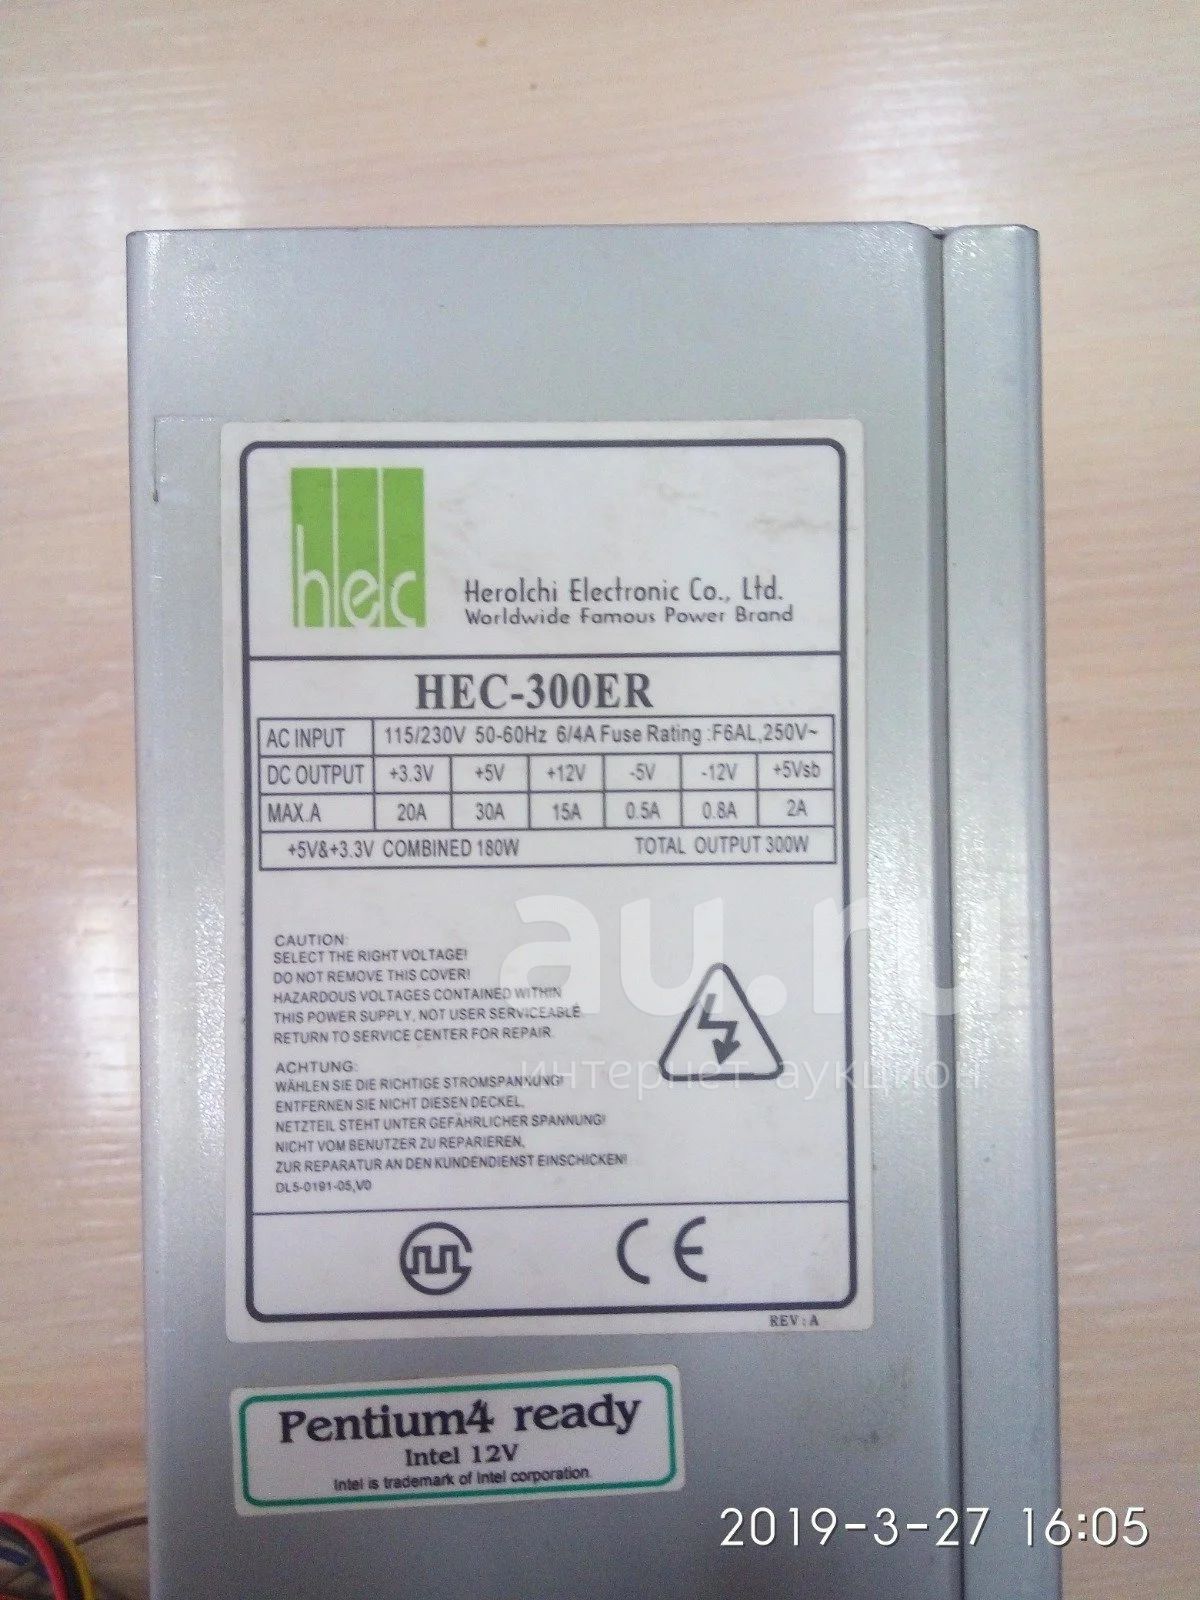 hec
HeroIchi Electronic Co., Ltd.
Worldwide Famous Power Brand
HEC-300ER
AC INPUT 115/230V 50-60Hz 6/4A Fuse Rating :F6AL,250V~
DC OUTPUT +3.3V +5V +12V -5V -12V +5Vsb
MAX.A 20A 30A 15A 0.5A 0.8A 2A
+5V&+3.3V COMBINED 180W TOTAL OUTPUT 300W
CAUTION:
SELECT THE RIGHT VOLTAGE!
DO NOT REMOVE THIS COVER!
HAZARDOUS VOLTAGES CONTAINED WITHIN
THIS POWER SUPPLY, NOT USER SERVICEABLE.
RETURN TO SERVICE CENTER FOR REPAIR.
ACHTUNG:
WÄHLEN SIE DIE RICHTIGE STROMSPANNUNG!
ENTFERNEN SIE NICHT DIESEN DECKEL,
NETZTEIL STEHT UNTER GEFÄHRLICHER SPANNUNG!
NICHT VOM BENUTZER ZU REPARIEREN,
ZUR REPARATUR AN DEN KUNDENDIENST EINSCHICKEN!
DL5-0191-05,V0
CE
REV:A
Pentium4 ready
Intel 12V
Intel is trademark of Intel corporation
au.ru
интернет аукцион
2019-3-27 16:05